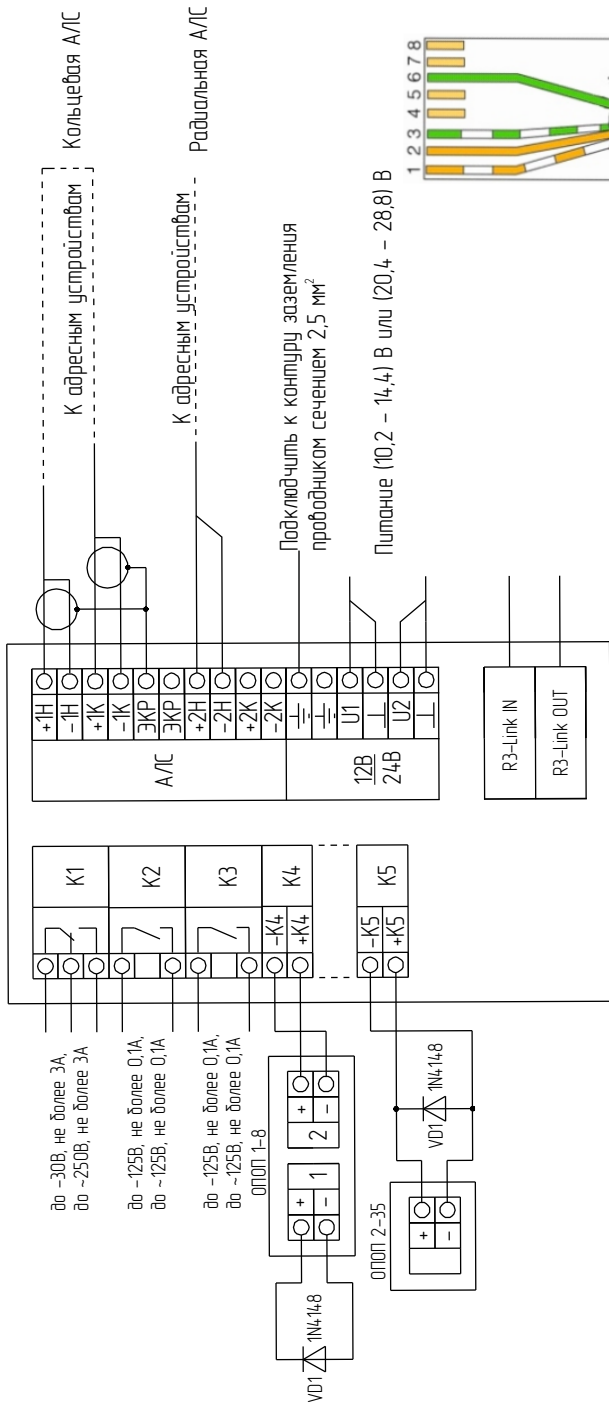 до –30В, не более 3А,
до ~250В, не более 3А
до –125В, не более 0,1А,
до ~125В, не более 0,1А
до –125В, не более 0,1А,
до ~125В, не более 0,1А
ОПОП 1-8
+
–
1
2
+
–
VD1
1N4148
ОПОП 2-35
+
–
VD1
1N4148
К1
К2
К3
–К4
+К4
К4
–К5
+К5
К5
АЛС
+1Н
–1Н
+1К
–1К
ЭКР
ЭКР
+2Н
–2Н
+2К
–2К
12В
24В
U1
U2
R3-Link IN
R3-Link OUT
Кольцевая АЛС
К адресным устройствам
Радиальная АЛС
К адресным устройствам
Подключить к контуру заземления
проводником сечением 2,5 мм²
Питание (10,2 – 14,4) В или (20,4 – 28,8) В
1 2 3 4 5 6 7 8